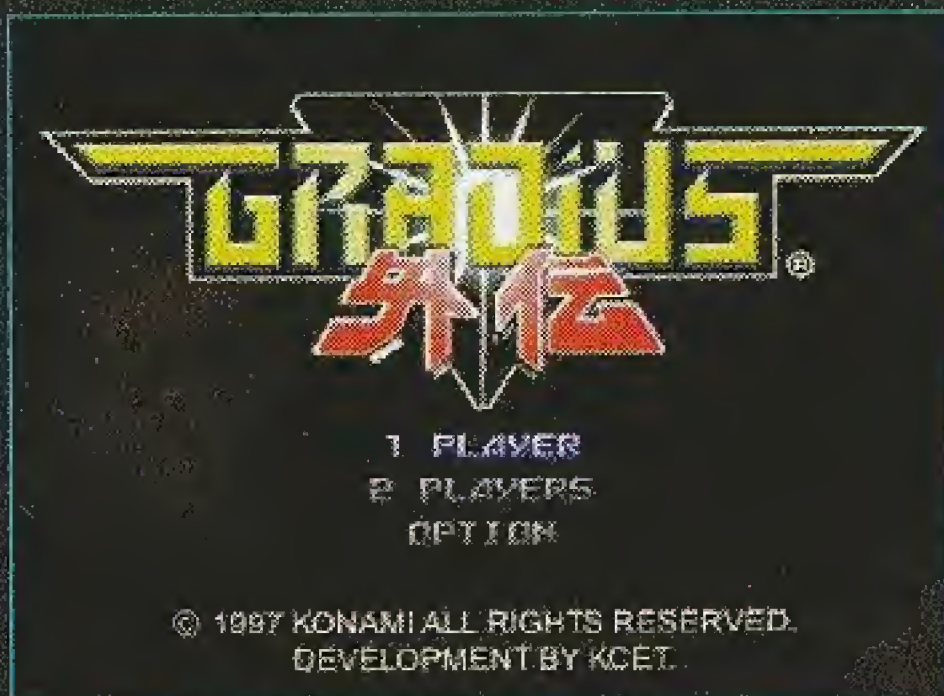 GRADIUS®
外伝
1 PLAYER
2 PLAYERS
OPTION
© 1997 KONAMI ALL RIGHTS RESERVED.
DEVELOPMENT BY KCET.